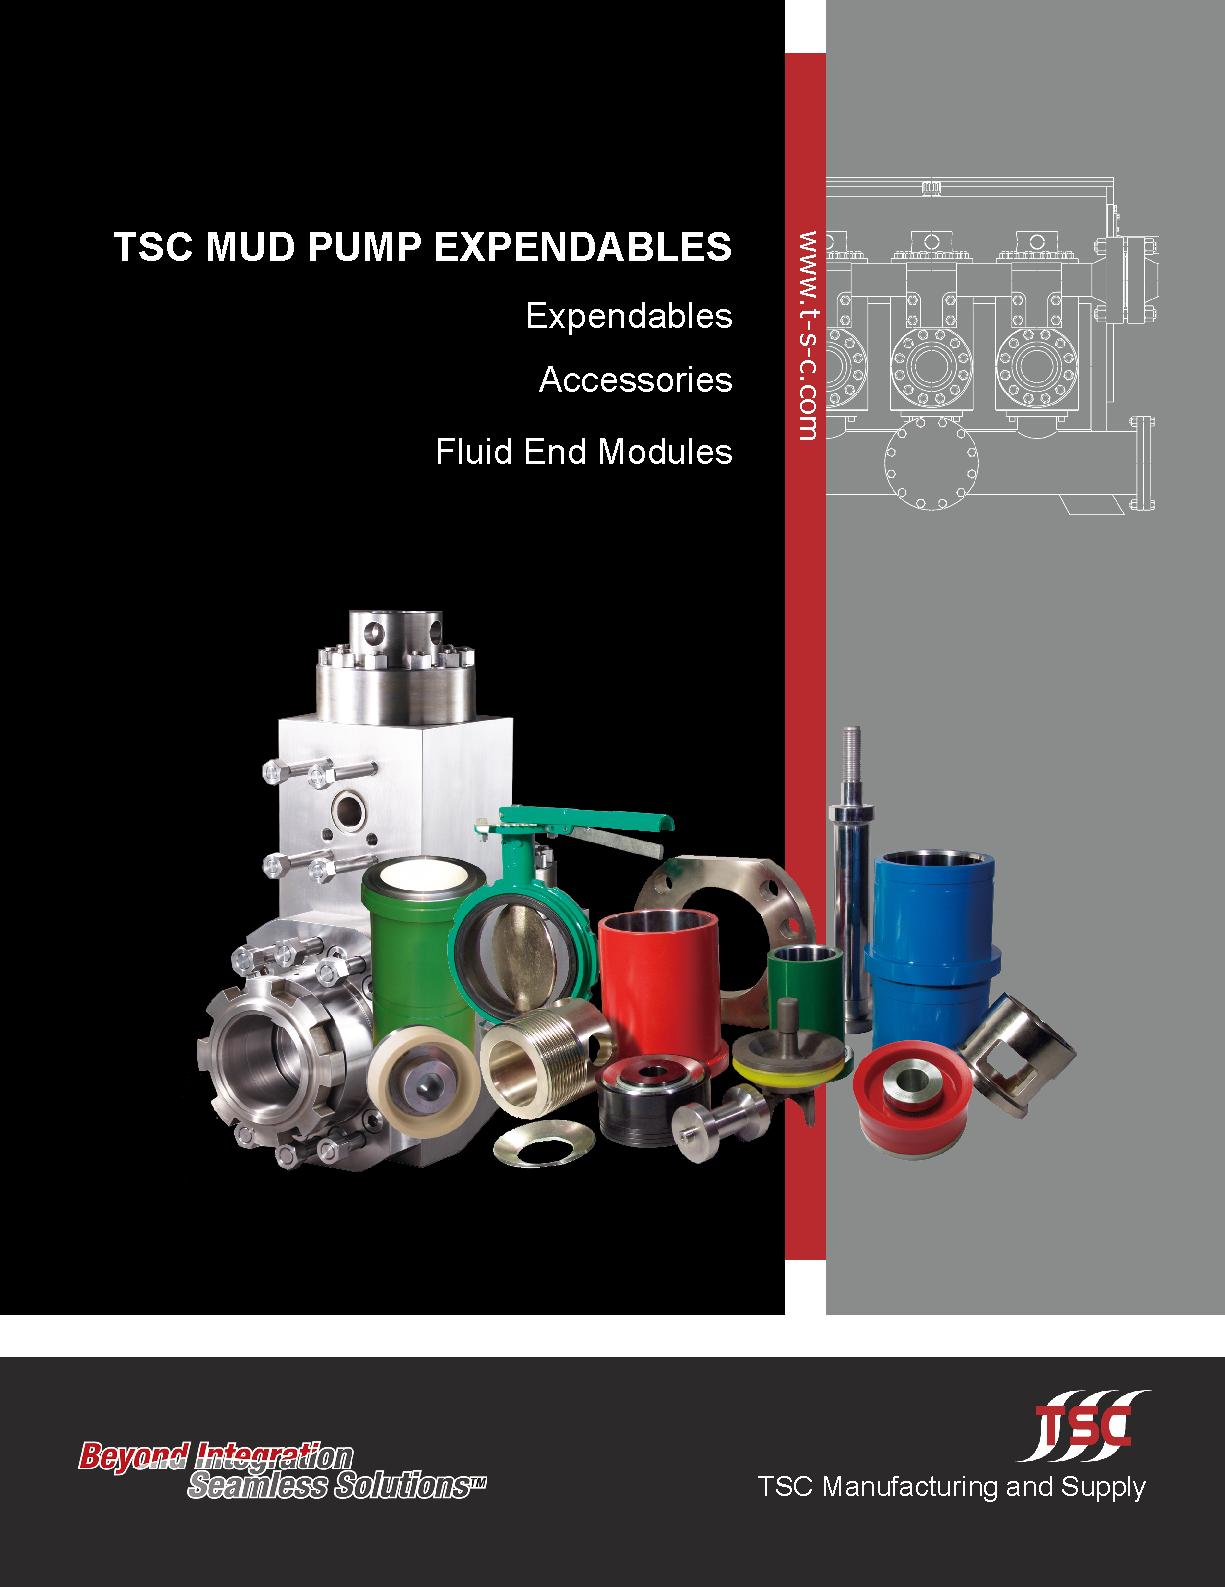 TSC MUD PUMP EXPENDABLES
Expendables
Accessories
Fluid End Modules
www.t-s-c.com
Beyond Integration
Seamless Solutions™
TSC
TSC Manufacturing and Supply